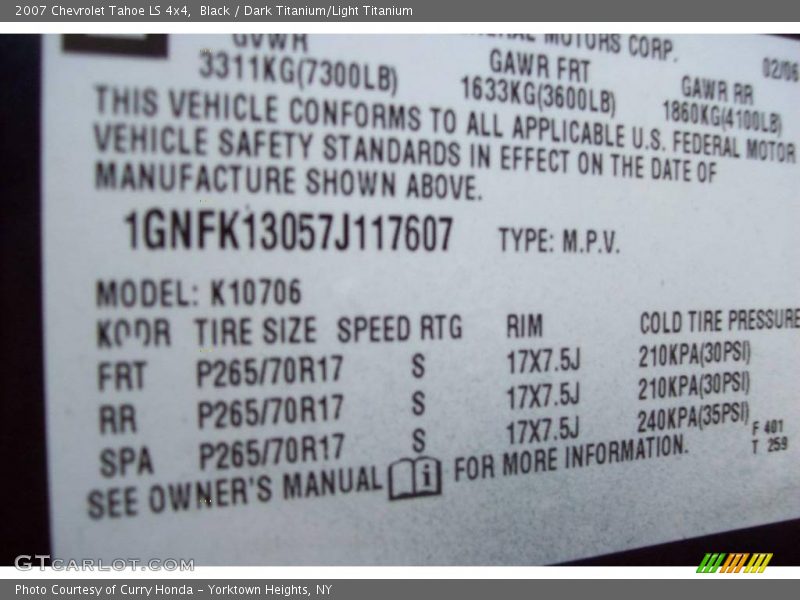 2007 Chevrolet Tahoe LS 4x4, Black / Dark Titanium/Light Titanium
MOTORS CORP.
GVWR GAWR FRT GAWR RR 02/06
3311KG(7300LB) 1633KG(3600LB) 1860KG(4100LB)
THIS VEHICLE CONFORMS TO ALL APPLICABLE U.S. FEDERAL MOTOR
VEHICLE SAFETY STANDARDS IN EFFECT ON THE DATE OF
MANUFACTURE SHOWN ABOVE.
1GNFK13057J117607 TYPE: M.P.V.
MODEL: K10706
TIRE SIZE SPEED RTG RIM COLD TIRE PRESSURE
FRT P265/70R17 S 17X7.5J 210KPA(30PSI)
RR P265/70R17 S 17X7.5J 210KPA(30PSI)
SPA P265/70R17 S 17X7.5J 240KPA(35PSI)
F 401
T 259
SEE OWNER'S MANUAL i FOR MORE INFORMATION.
GTcarlot.com
Photo Courtesy of Curry Honda - Yorktown Heights, NY